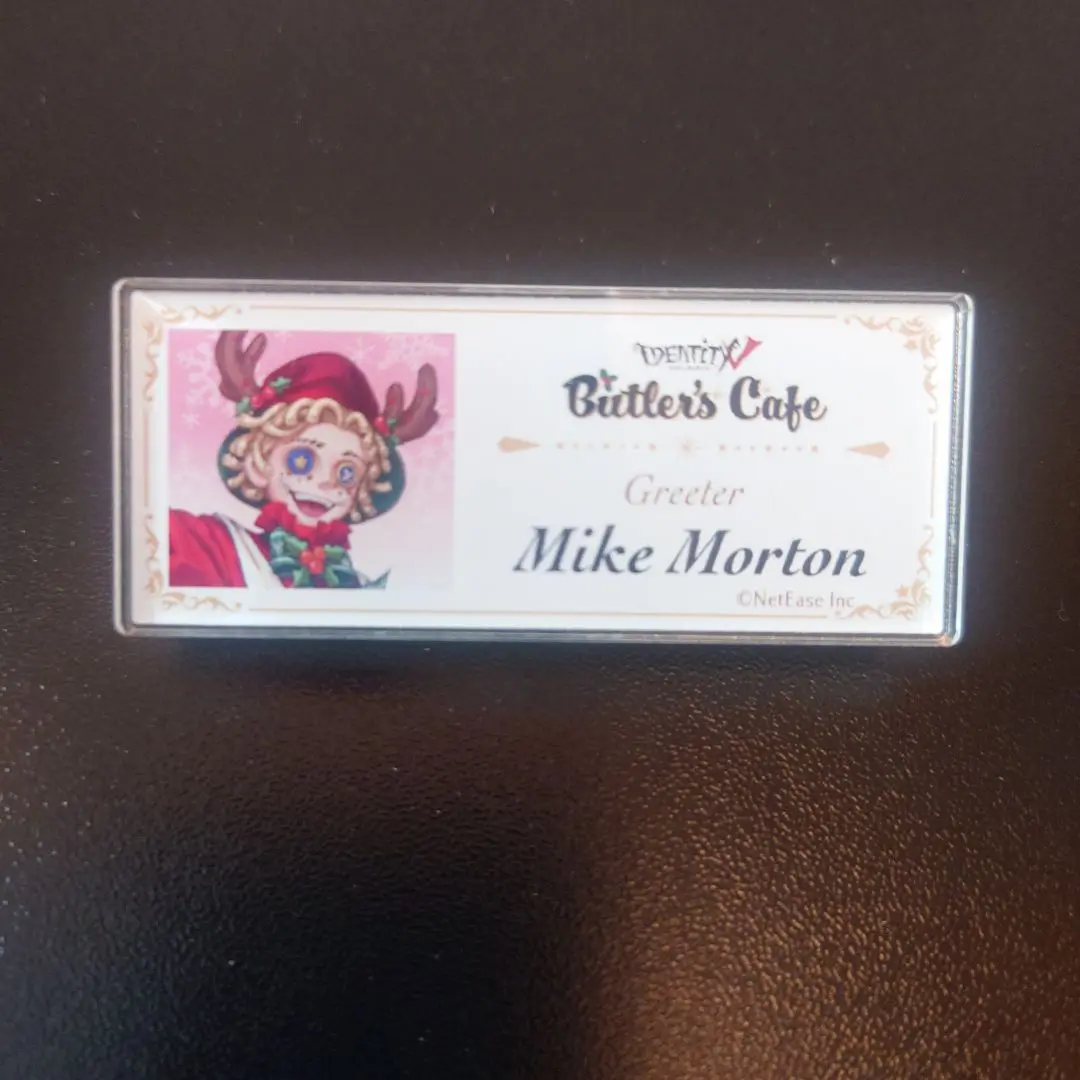 IDENTITY V
Butler's Cafe
Greeter
Mike Morton
©NetEase Inc.